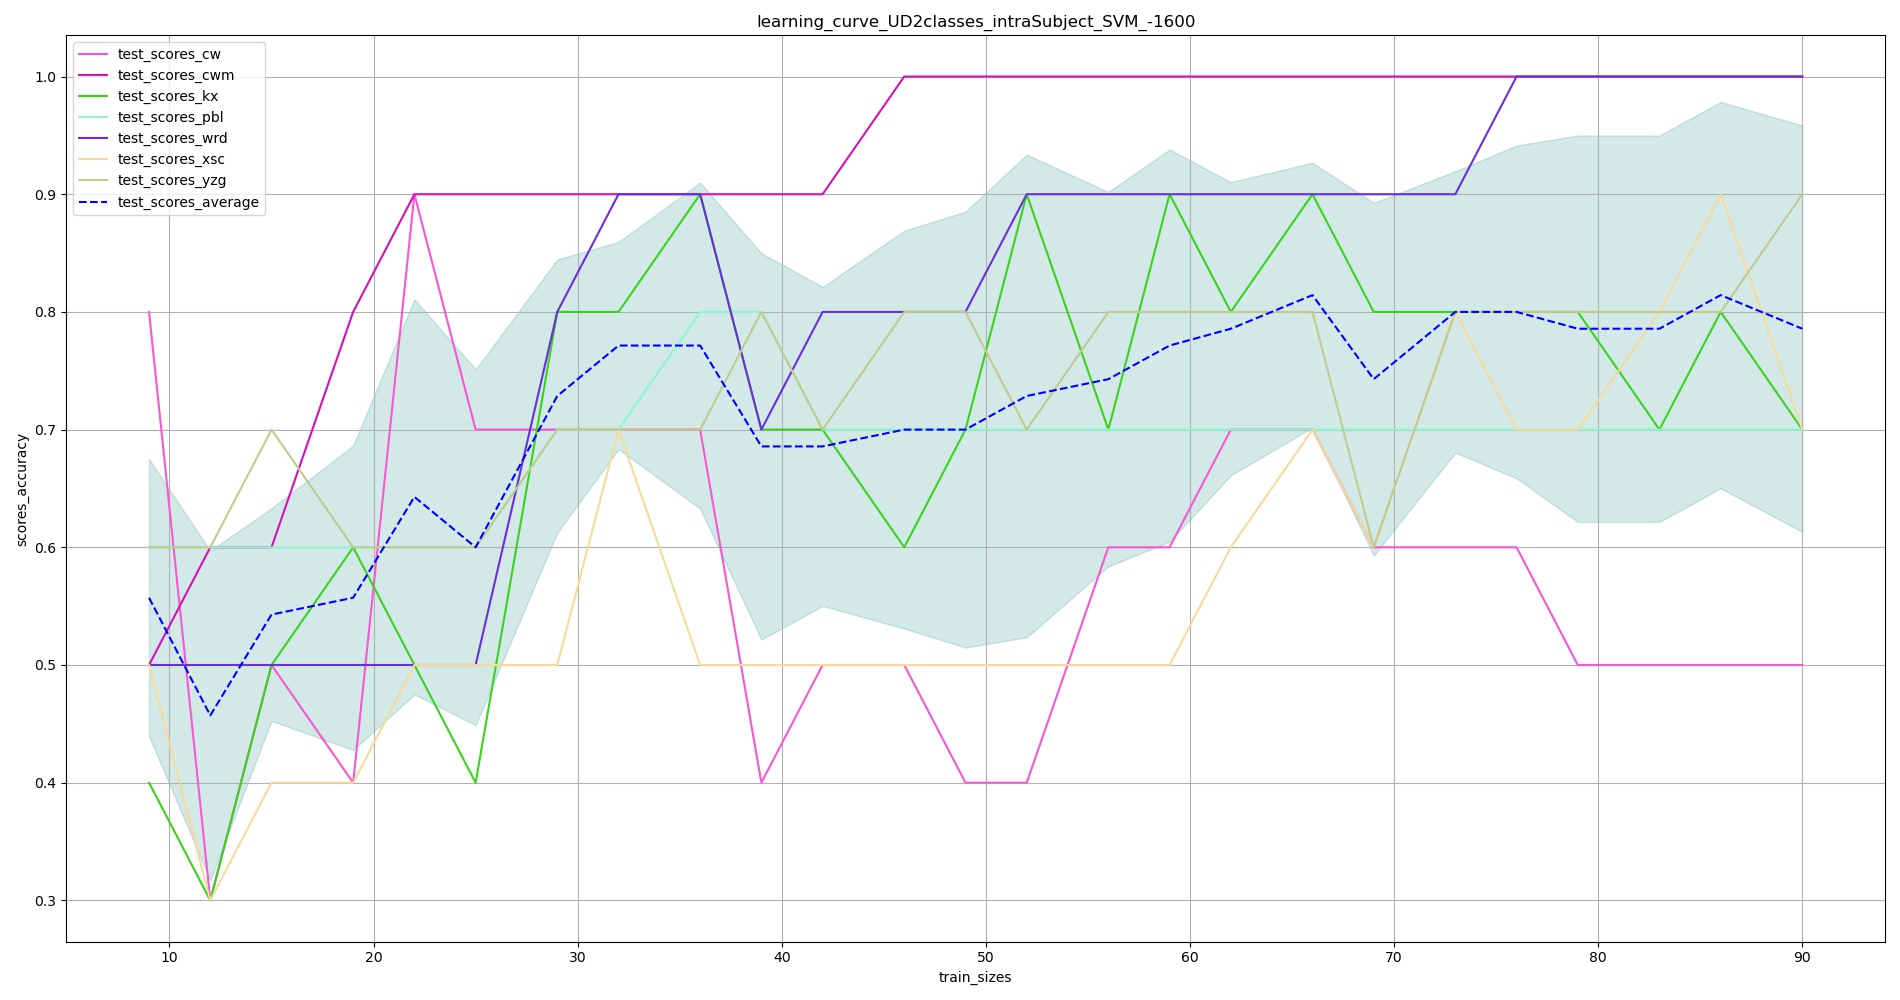 learning_curve_UD2classes_intraSubject_SVM_-1600
test_scores_cw
test_scores_cwm
test_scores_kx
test_scores_pbl
test_scores_wrd
test_scores_xsc
test_scores_yzg
test_scores_average
scores_accuracy
1.0
0.9
0.8
0.7
0.6
0.5
0.4
0.3
10 20 30 40 50 60 70 80 90
train_sizes